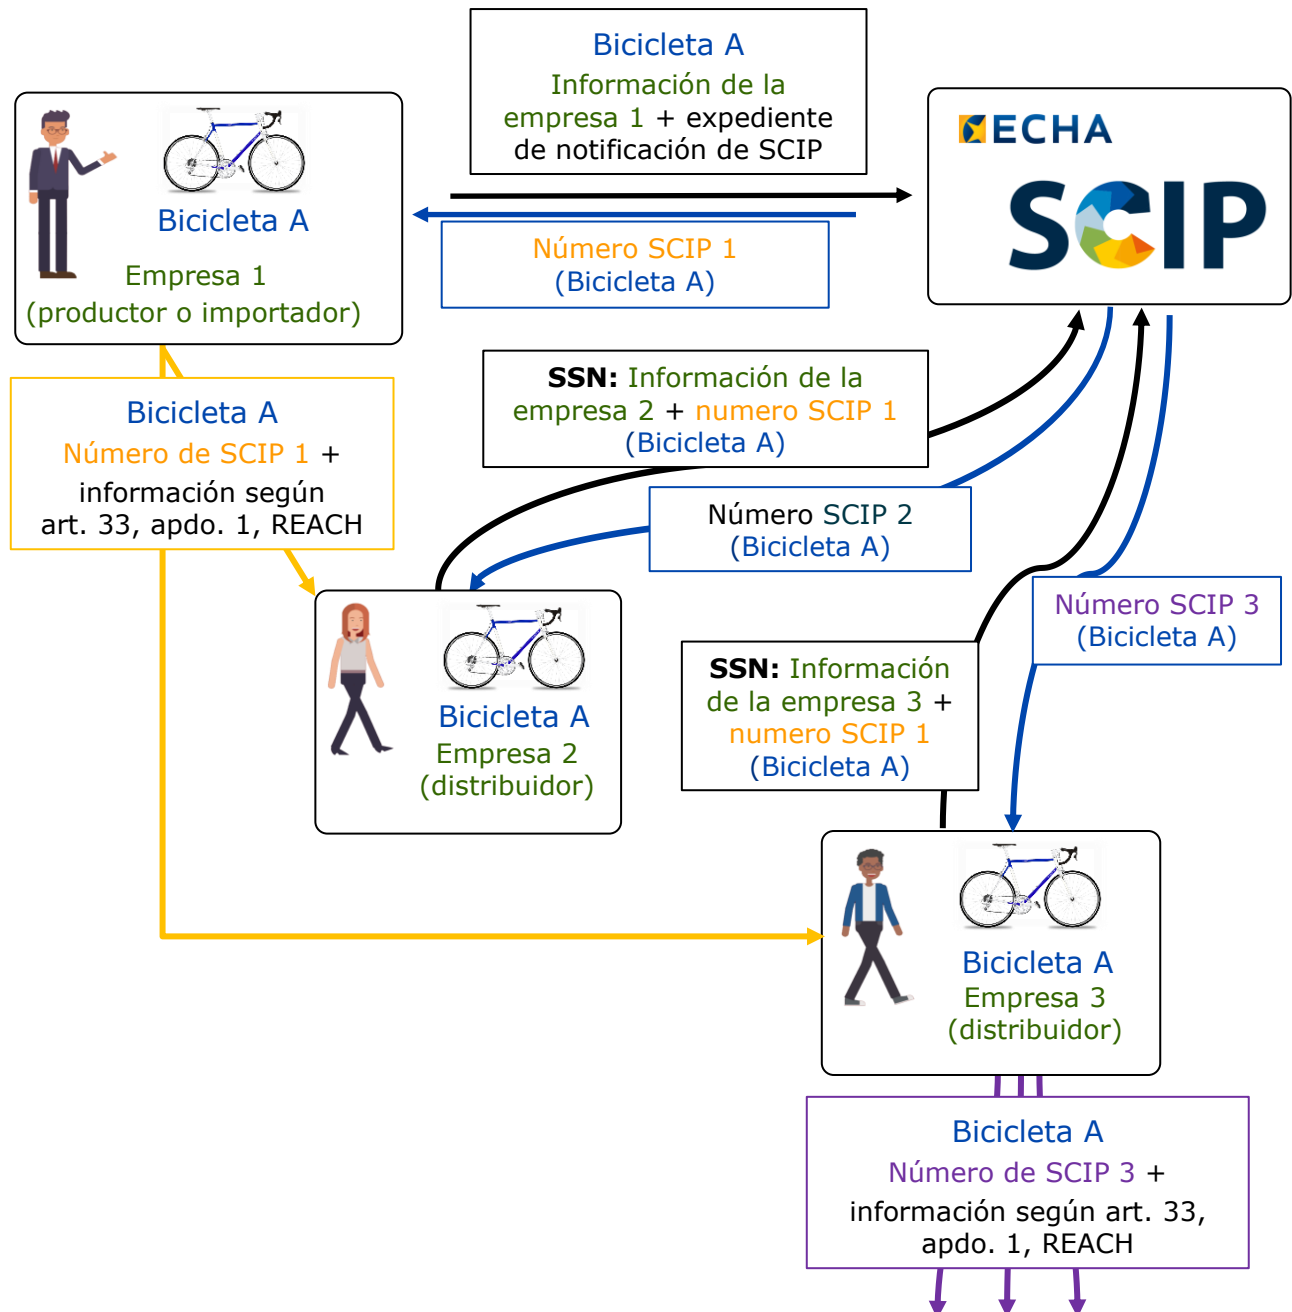 Bicicleta A
Información de la
empresa 1 + expediente
de notificación de SCIP
Bicicleta A
Empresa 1
(productor o importador)
ECHA
SCIP
Número SCIP 1
(Bicicleta A)
Bicicleta A
Número de SCIP 1 +
información según
art. 33, apdo. 1, REACH
SSN: Información de la
empresa 2 + numero SCIP 1
(Bicicleta A)
Número SCIP 2
(Bicicleta A)
Número SCIP 3
(Bicicleta A)
Bicicleta A
Empresa 2
(distribuidor)
SSN: Información
de la empresa 3 +
numero SCIP 1
(Bicicleta A)
Bicicleta A
Empresa 3
(distribuidor)
Bicicleta A
Número de SCIP 3 +
información según art. 33,
apdo. 1, REACH